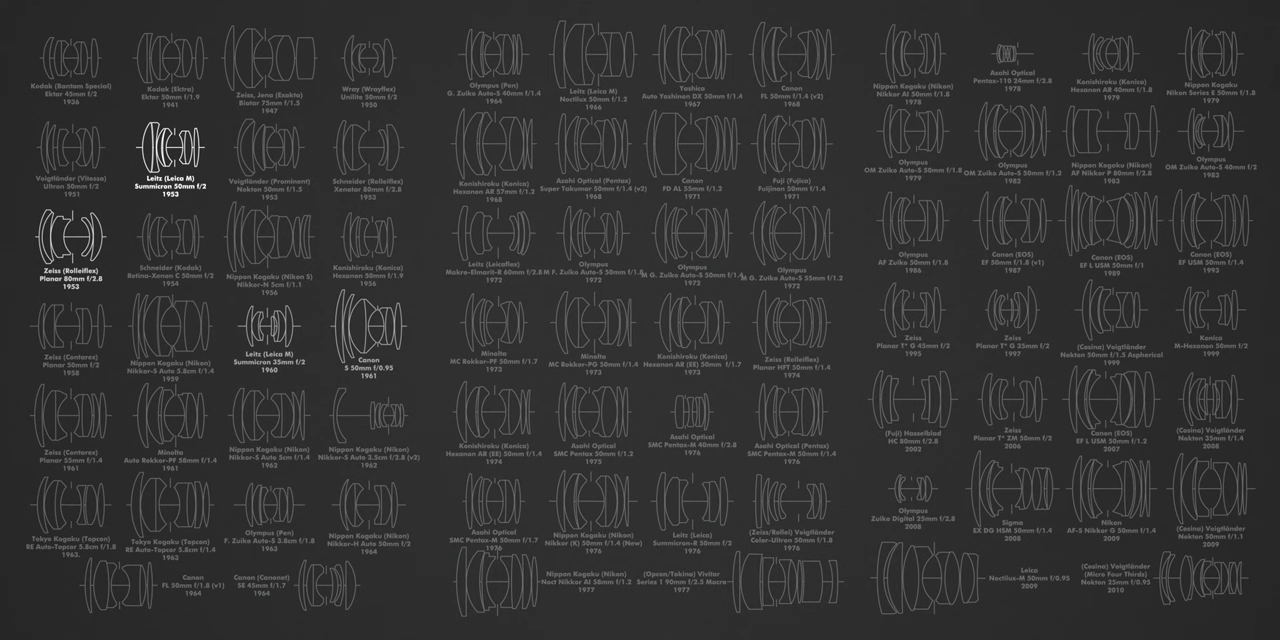 Kodak (Bantam Special)
Ektar 45mm f/2
1936
Kodak (Ektra)
Ektar 50mm f/1.9
1941
Zeiss, Jena (Exakta)
Biotar 75mm f/1.5
1947
Wray (Wrayflex)
Unilite 50mm f/2
1950
Olympus (Pen)
G. Zuiko Auto-S 40mm f/1.4
1964
Leitz (Leica M)
Noctilux 50mm f/1.2
1966
Yashica
Auto Yashinon DX 50mm f/1.4
1967
Canon
FL 50mm f/1.4 (v2)
1968
Nippon Kogaku (Nikon)
Nikkor AI 50mm f/1.8
1978
Asahi Optical
Pentax-110 24mm f/2.8
1978
Konishiroku (Konica)
Hexanon AR 40mm f/1.8
1979
Nippon Kogaku
Nikon Series E 50mm f/1.8
1979
Voigtländer (Vitessa)
Ultron 50mm f/2
1951
Leitz (Leica M)
Summicron 50mm f/2
1953
Voigtländer (Prominent)
Nokton 50mm f/1.5
1953
Schneider (Rolleiflex)
Xenotar 80mm f/2.8
1953
Konishiroku (Konica)
Hexanon AR 57mm f/1.2
1968
Asahi Optical (Pentax)
Super Takumar 50mm f/1.4 (v2)
1968
Canon
FD AL 55mm f/1.2
1971
Fuji (Fujica)
Fujinon 50mm f/1.4
1971
Olympus
OM Zuiko Auto-S 50mm f/1.8
1979
Olympus
OM Zuiko Auto-S 50mm f/1.2
1982
Nippon Kogaku (Nikon)
AF Nikkor P 80mm f/2.8
1983
Olympus
OM Zuiko Auto-S 40mm f/2
1983
Zeiss (Rolleiflex)
Planar 80mm f/2.8
1953
Schneider (Kodak)
Retina-Xenon C 50mm f/2
1954
Nippon Kogaku (Nikon S)
Nikkor-N 5cm f/1.1
1956
Konishiroku (Konica)
Hexanon 50mm f/1.9
1956
Leitz (Leicaflex)
Makro-Elmarit-R 60mm f/2.8
1972
Olympus
M F. Zuiko Auto-S 50mm f/1.8
1972
Olympus
M G. Zuiko Auto-S 50mm f/1.4
1972
Olympus
M G. Zuiko Auto-S 55mm f/1.2
1972
Olympus
AF Zuiko 50mm f/1.8
1986
Canon (EOS)
EF 50mm f/1.8 (v1)
1987
Canon (EOS)
EF L USM 50mm f/1
1989
Canon (EOS)
EF USM 50mm f/1.4
1993
Zeiss (Contarex)
Planar 50mm f/2
1958
Nippon Kogaku (Nikon)
Nikkor-S Auto 5.8cm f/1.4
1959
Leitz (Leica M)
Summicron 35mm f/2
1960
Canon
S 50mm f/0.95
1961
Minolta
MC Rokkor-PF 50mm f/1.7
1973
Minolta
MC Rokkor-PG 50mm f/1.4
1973
Konishiroku (Konica)
Hexanon AR (EE) 50mm f/1.7
1973
Zeiss (Rolleiflex)
Planar HFT 50mm f/1.4
1974
Zeiss
Planar T* G 45mm f/2
1995
Zeiss
Planar T* G 35mm f/2
1997
(Cosina) Voigtländer
Nokton 50mm f/1.5 Aspherical
1999
Konica
M-Hexanon 50mm f/2
1999
Zeiss (Contarex)
Planar 55mm f/1.4
1961
Minolta
Auto Rokkor-PF 58mm f/1.4
1961
Nippon Kogaku (Nikon)
Nikkor-S Auto 5cm f/1.4
1962
Nippon Kogaku (Nikon)
Nikkor-S Auto 3.5cm f/2.8 (v2)
1962
Konishiroku (Konica)
Hexanon AR (EE) 50mm f/1.4
1974
Asahi Optical
SMC Pentax 50mm f/1.2
1975
Asahi Optical
SMC Pentax-M 40mm f/2.8
1976
Asahi Optical (Pentax)
SMC Pentax-M 50mm f/1.4
1976
(Fuji) Hasselblad
HC 80mm f/2.8
2002
Zeiss
Planar T* ZM 50mm f/2
2006
Canon (EOS)
EF L USM 50mm f/1.2
2007
(Cosina) Voigtländer
Nokton 35mm f/1.4
2008
Tokyo Kogaku (Topcon)
RE Auto-Topcor 5.8cm f/1.8
1963.
Tokyo Kogaku (Topcon)
RE Auto-Topcor 5.8cm f/1.4
1963
Olympus (Pen)
F. Zuiko Auto-S 3.8cm f/1.8
1963
Nippon Kogaku (Nikon)
Nikkor-H Auto 50mm f/2
1964
Asahi Optical
SMC Pentax-M 50mm f/1.7
1976
Nippon Kogaku (Nikon)
Nikkor (K) 50mm f/1.4 (New)
1976
Leitz (Leica)
Summicron-R 50mm f/2
1976
(Zeiss/Rollei) Voigtländer
Color-Ultron 50mm f/1.8
1976
Olympus
Zuiko Digital 25mm f/2.8
2008
Sigma
EX DG HSM 50mm f/1.4
2008
Nikon
AF-S Nikkor G 50mm f/1.4
2009
(Cosina) Voigtländer
Nokton 50mm f/1.1
2009
Canon
FL 50mm f/1.8 (v1)
1964
Canon (Canonet)
SE 45mm f/1.7
1964
Nippon Kogaku (Nikon)
Noct Nikkor AI 58mm f/1.2
1977
(Opcon/Tokina) Vivitar
Series 1 90mm f/2.5 Macro
1977
Leica
Noctilux-M 50mm f/0.95
2009
(Cosina) Voigtländer
(Micro Four Thirds)
Nokton 25mm f/0.95
2010